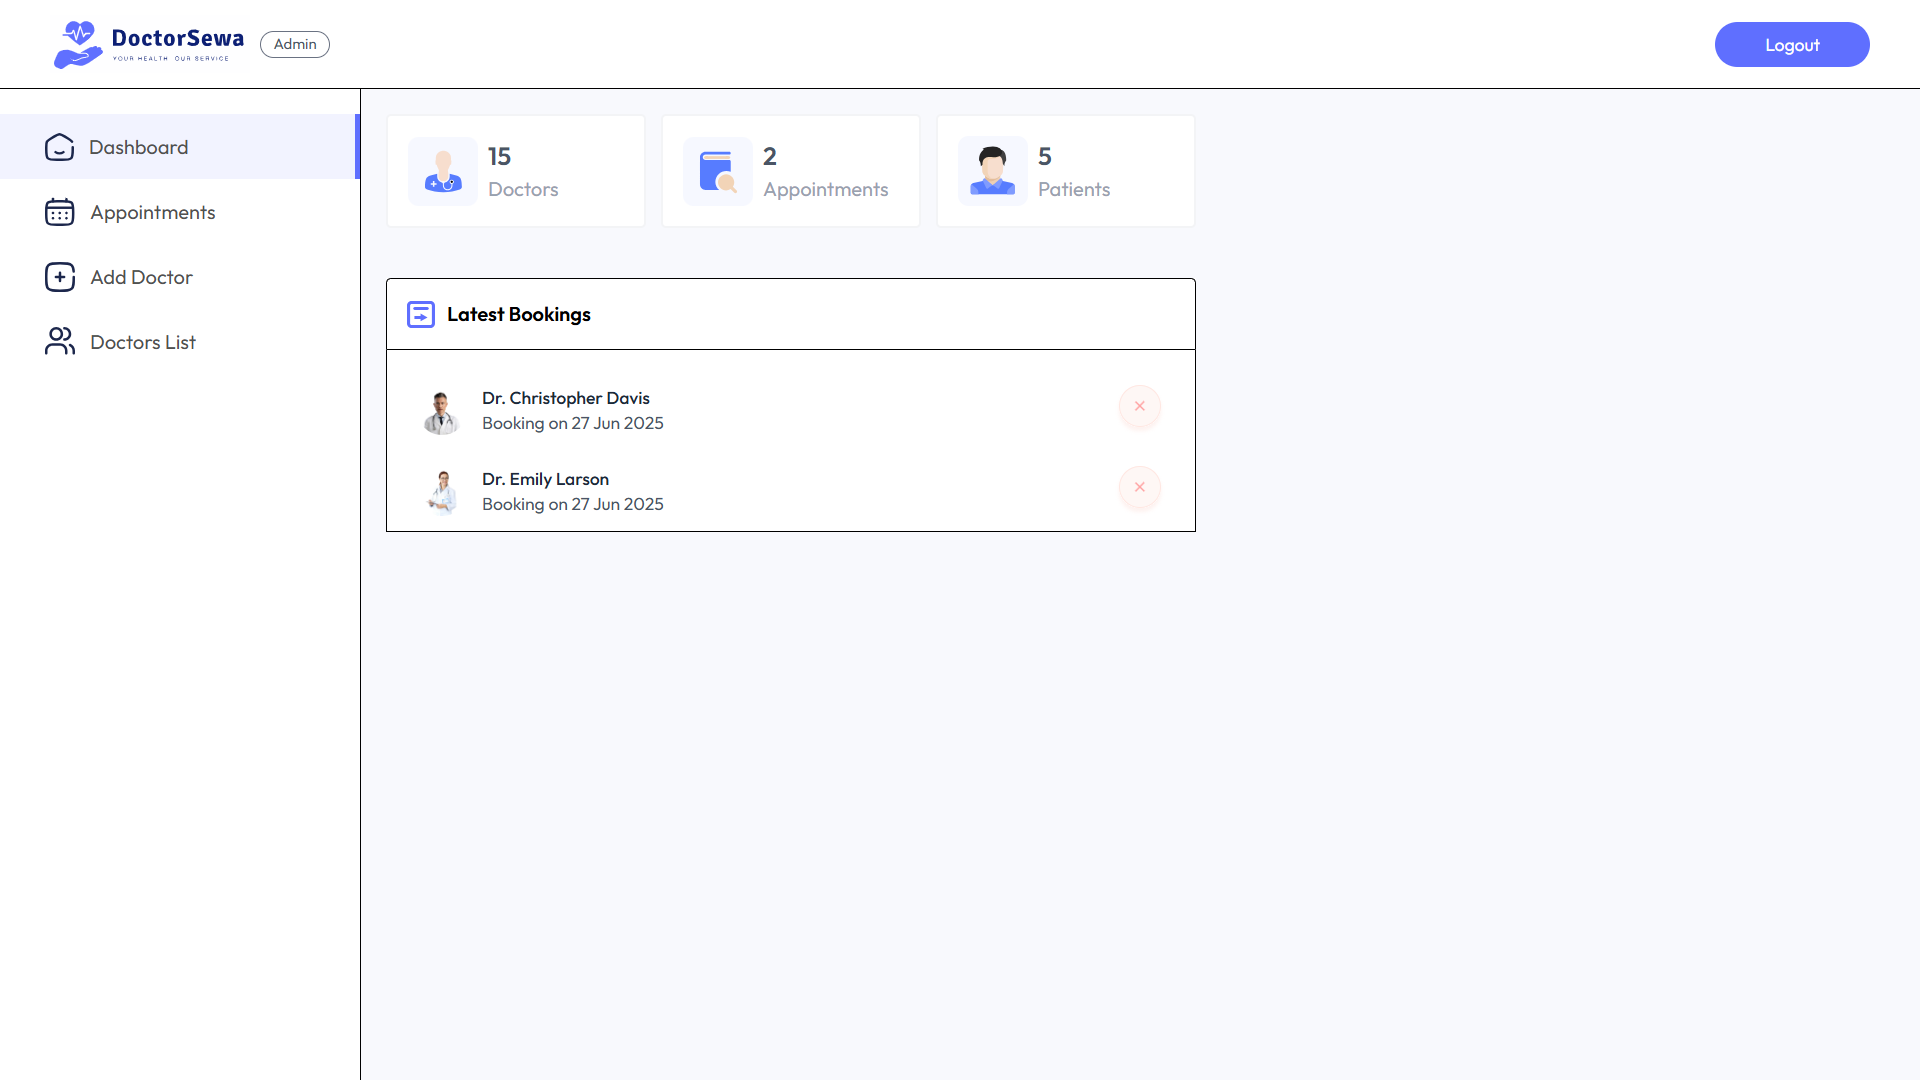 DoctorSewa
YOUR HEALTH OUR SERVICE
Admin
Logout
Dashboard
Appointments
Add Doctor
Doctors List
15
Doctors
2
Appointments
5
Patients
Latest Bookings
Dr. Christopher Davis
Booking on 27 Jun 2025
Dr. Emily Larson
Booking on 27 Jun 2025